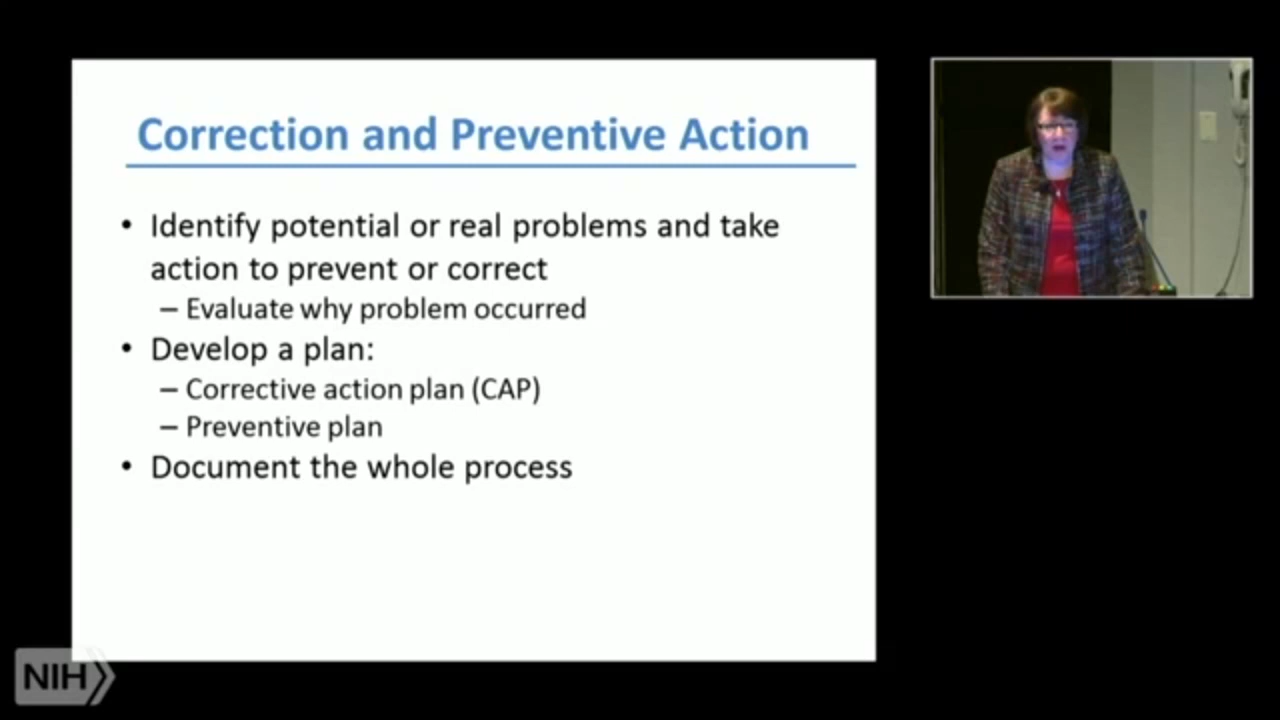 Correction and Preventive Action
• Identify potential or real problems and take
action to prevent or correct
– Evaluate why problem occurred
• Develop a plan:
– Corrective action plan (CAP)
– Preventive plan
• Document the whole process
NIH